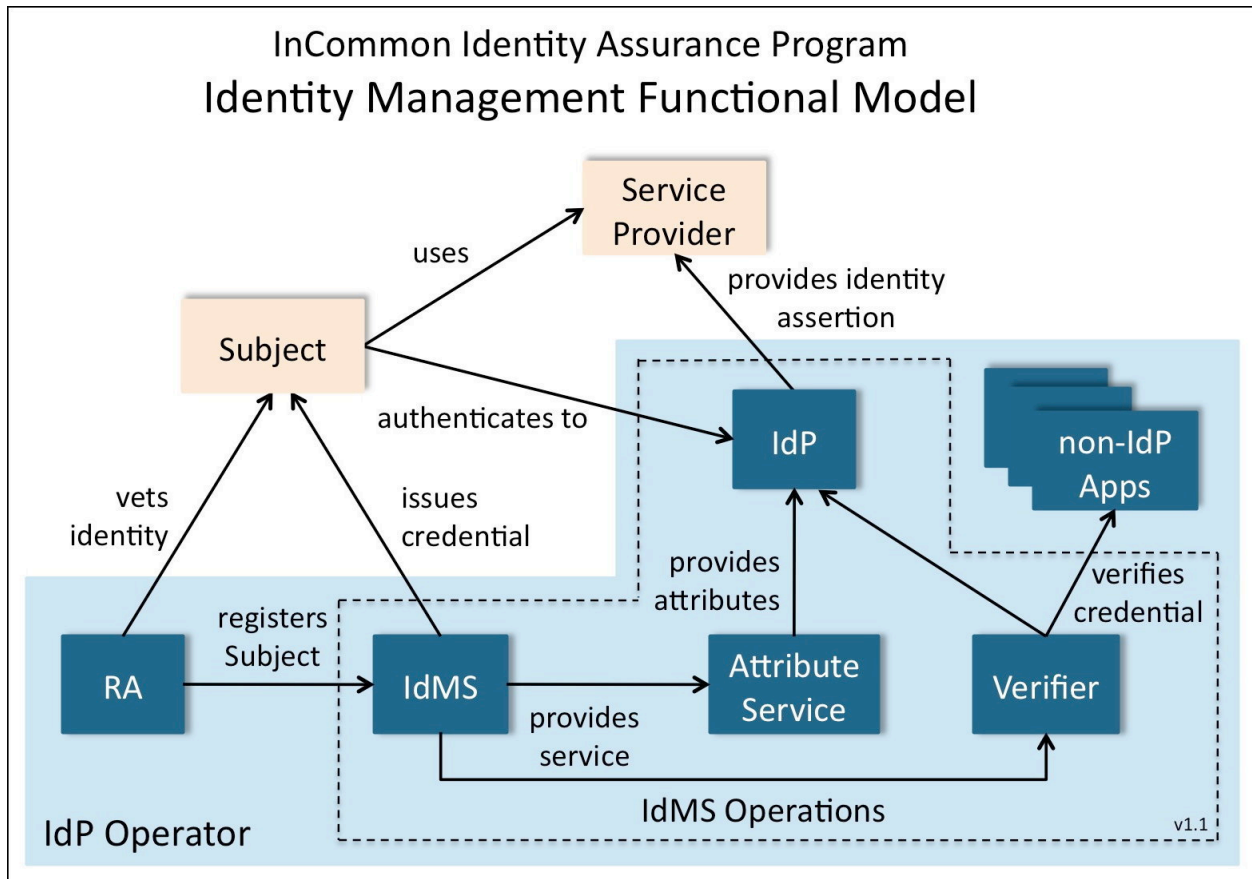 InCommon Identity Assurance Program
Identity Management Functional Model
Service
Provider
uses
provides identity
assertion
Subject
authenticates to
IdP
non-IdP
Apps
vets
identity
issues
credential
provides
attributes
verifies
credential
registers
Subject
RA
IdMS
Attribute
Service
Verifier
provides
service
IdMS Operations
IdP Operator
v1.1